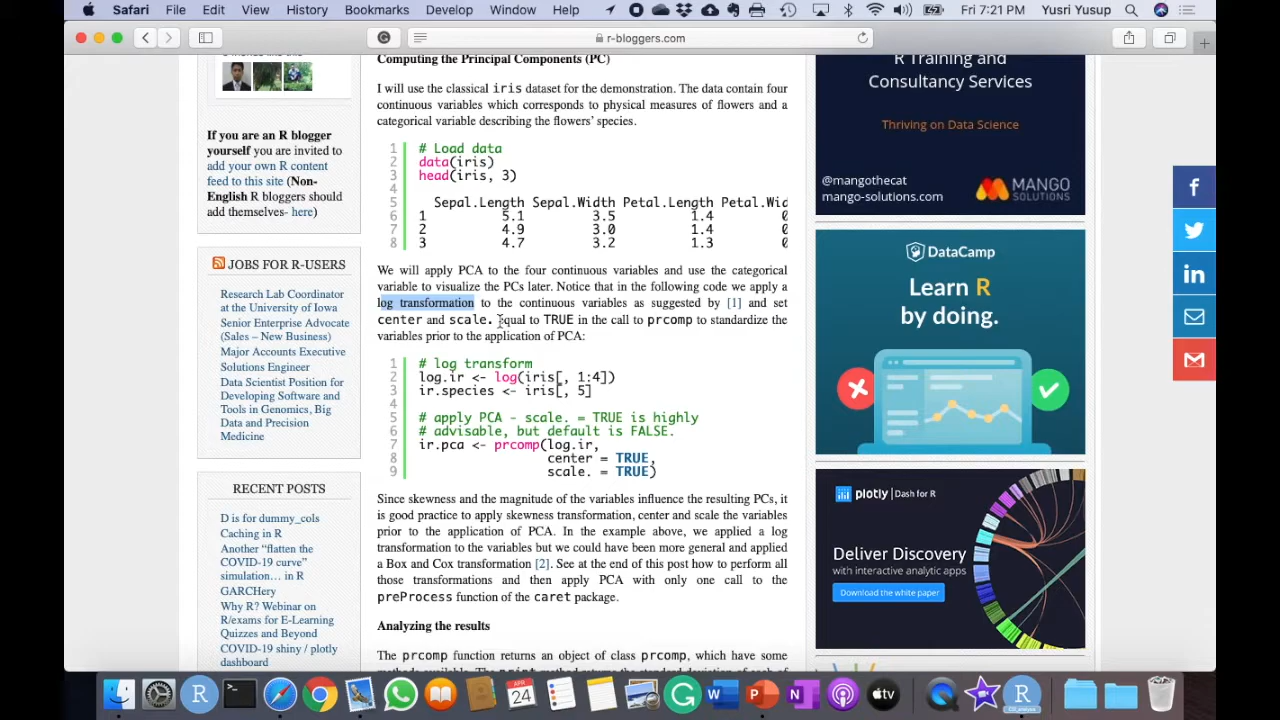 Safari File Edit View History Bookmarks Develop Window Help Fri 7:21 PM Yusri Yusup
r-bloggers.com
If you are an R blogger
yourself you are invited to
add your own R content
feed to this site (Non-
English R bloggers should
add themselves- here)
JOBS FOR R-USERS
Research Lab Coordinator
at the University of Iowa
Senior Enterprise Advocate
(Sales – New Business)
Major Accounts Executive
Solutions Engineer
Data Scientist Position for
Developing Software and
Tools in Genomics, Big
Data and Precision
Medicine
RECENT POSTS
D is for dummy_cols
Caching in R
Another “flatten the
COVID-19 curve”
simulation… in R
GARCHery
Why R? Webinar on
R/exams for E-Learning
Quizzes and Beyond
COVID-19 shiny / plotly
dashboard
Computing the Principal Components (PC)
I will use the classical iris dataset for the demonstration. The data contain four
continuous variables which corresponds to physical measures of flowers and a
categorical variable describing the flowers’ species.
1 # Load data
2 data(iris)
3 head(iris, 3)
4
5 Sepal.Length Sepal.Width Petal.Length Petal.Wid
6 1 5.1 3.5 1.4 0
7 2 4.9 3.0 1.4 0
8 3 4.7 3.2 1.3 0
We will apply PCA to the four continuous variables and use the categorical
variable to visualize the PCs later. Notice that in the following code we apply a
log transformation to the continuous variables as suggested by [1] and set
center and scale. equal to TRUE in the call to prcomp to standardize the
variables prior to the application of PCA:
1 # log transform
2 log.ir <- log(iris[, 1:4])
3 ir.species <- iris[, 5]
4
5 # apply PCA - scale. = TRUE is highly
6 # advisable, but default is FALSE.
7 ir.pca <- prcomp(log.ir,
8 center = TRUE,
9 scale. = TRUE)
Since skewness and the magnitude of the variables influence the resulting PCs, it
is good practice to apply skewness transformation, center and scale the variables
prior to the application of PCA. In the example above, we applied a log
transformation to the variables but we could have been more general and applied
a Box and Cox transformation [2]. See at the end of this post how to perform all
those transformations and then apply PCA with only one call to the
preProcess function of the caret package.
Analyzing the results
The prcomp function returns an object of class prcomp, which have some
R Training and
Consultancy Services
Thriving on Data Science
@mangothecat
mango-solutions.com
MANGO
SOLUTIONS
DataCamp
Learn R
by doing.
plotly | Dash for R
Deliver Discovery
with interactive analytic apps
Download the white paper
APR
24
tv